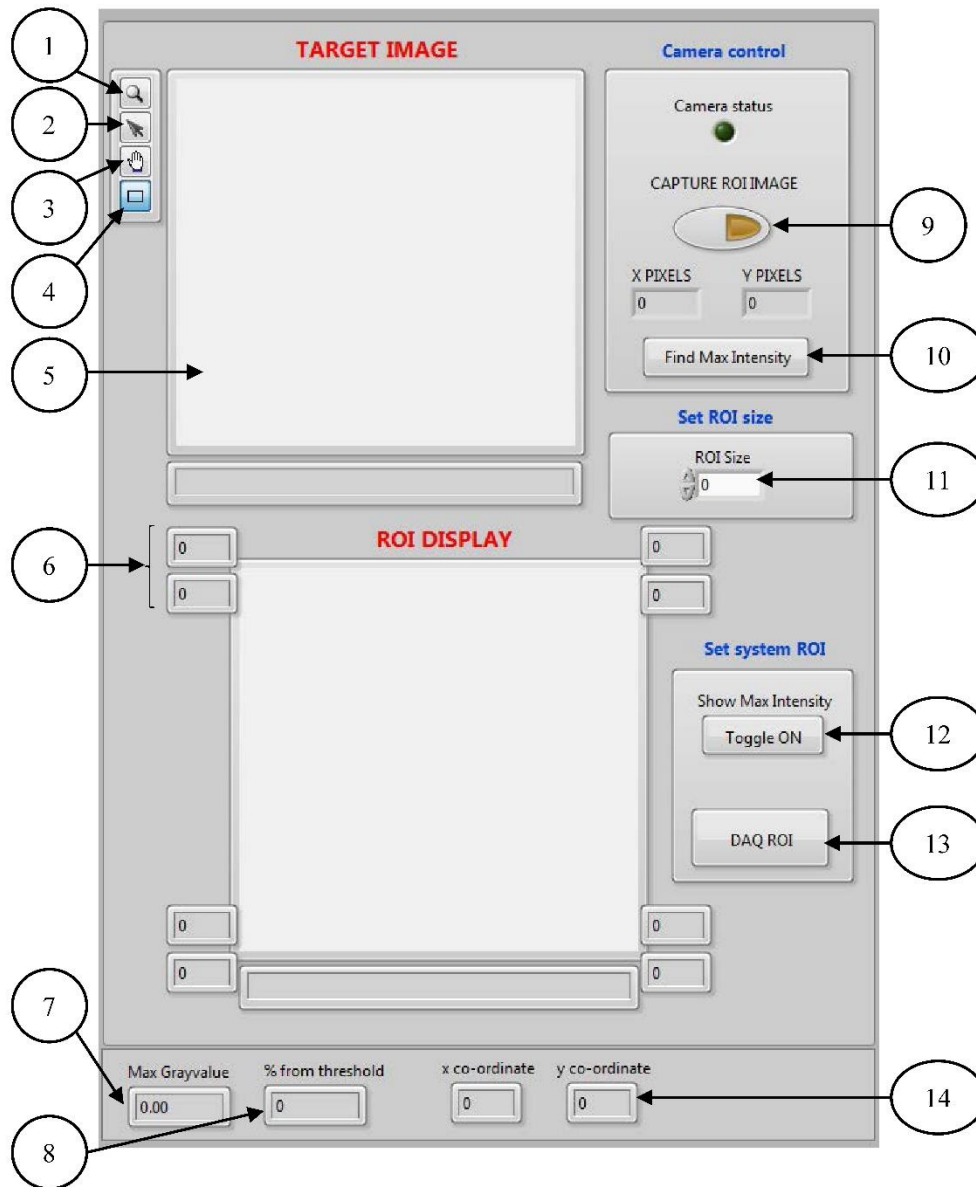 TARGET IMAGE
Camera control
1
2
3
4
5
Camera status
CAPTURE ROI IMAGE
9
X PIXELS Y PIXELS
0 0
Find Max Intensity
10
Set ROI size
ROI Size
0
11
ROI DISPLAY
6
0
0
0
0
Set system ROI
Show Max Intensity
Toggle ON
12
DAQ ROI
13
0
0
0
0
7
Max Grayvalue % from threshold x co-ordinate y co-ordinate
0.00 0 0 0
14
8